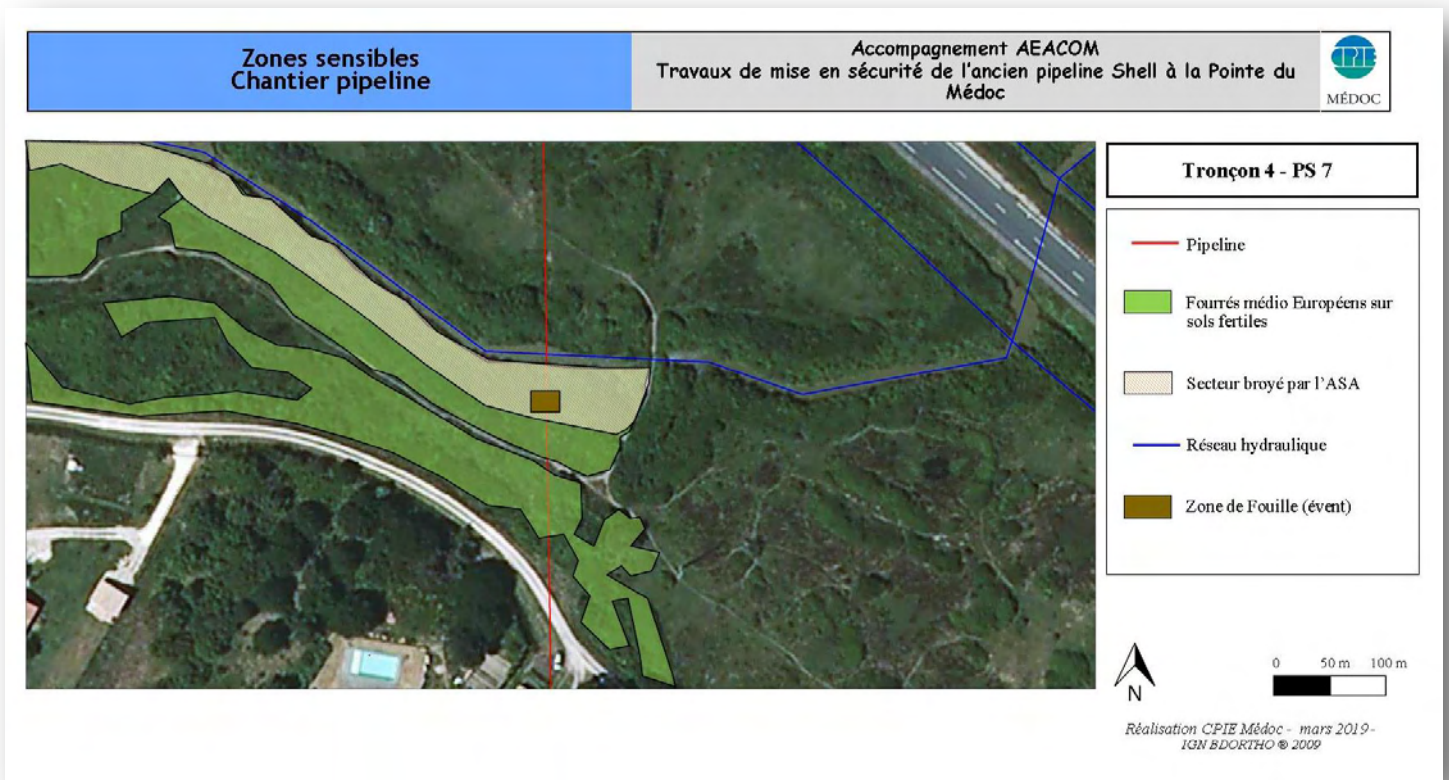 Zones sensibles
Chantier pipeline
Accompagnement AEACOM
Travaux de mise en sécurité de l'ancien pipeline Shell à la Pointe du
Médoc
CPIE
MÉDOC
Tronçon 4 - PS 7
Pipeline
Fourrés médio Européens sur
sols fertiles
Secteur broyé par l'ASA
Réseau hydraulique
Zone de Fouille (évent)
N
0 50 m 100 m
Réalisation CPIE Médoc - mars 2019-
IGN BDORTHO ® 2009